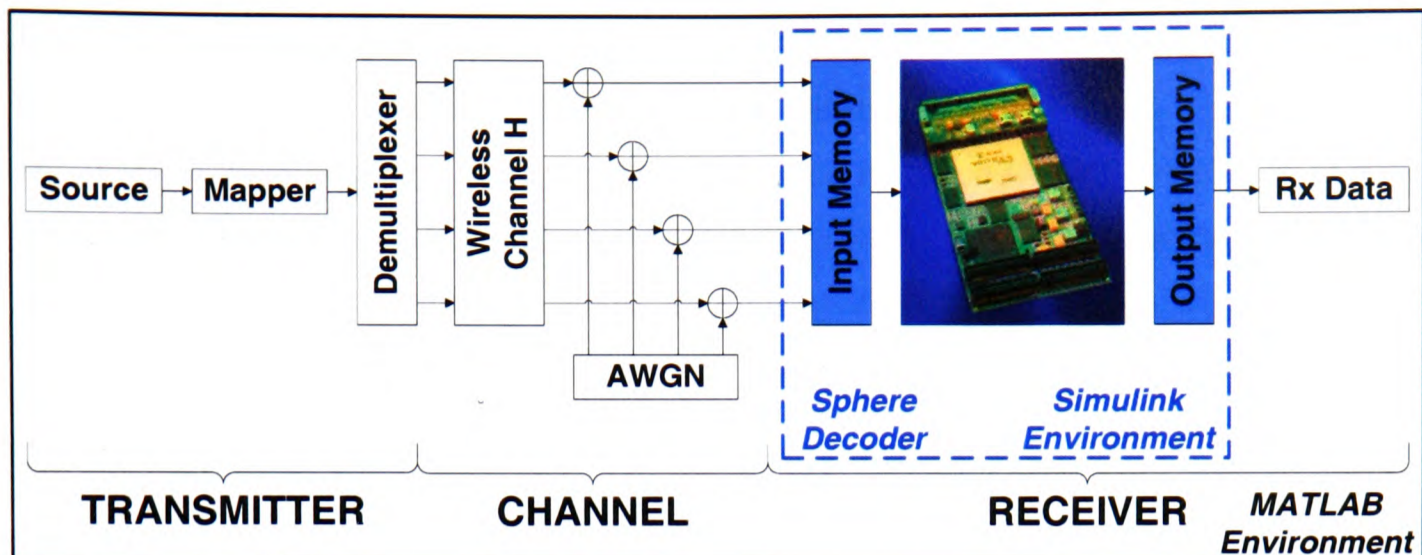 Source
Mapper
Demultiplexer
Wireless
Channel H
AWGN
Input Memory
Output Memory
Rx Data
Sphere
Decoder
Simulink
Environment
TRANSMITTER
CHANNEL
RECEIVER
MATLAB
Environment